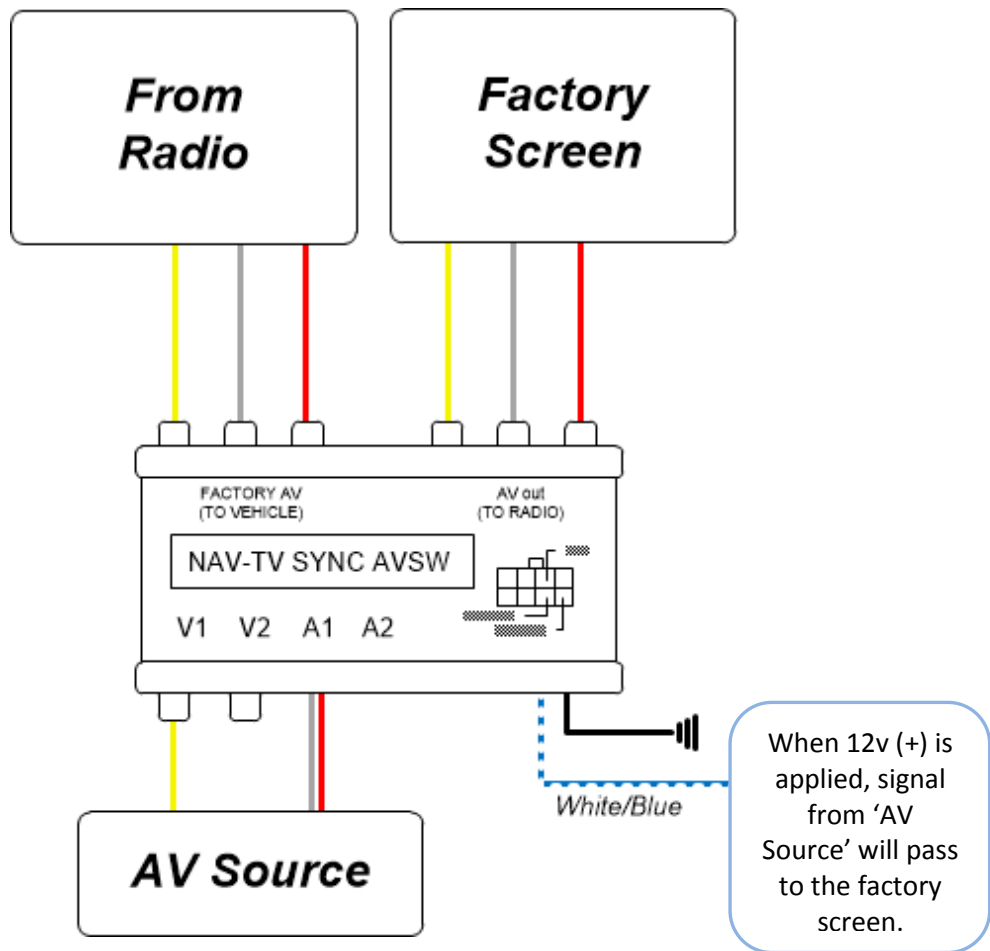 From
Radio
Factory
Screen
FACTORY AV
(TO VEHICLE)
AV out
(TO RADIO)
NAV-TV SYNC AVSW
V1 V2 A1 A2
White/Blue
AV Source
When 12v (+) is
applied, signal
from ‘AV
Source’ will pass
to the factory
screen.